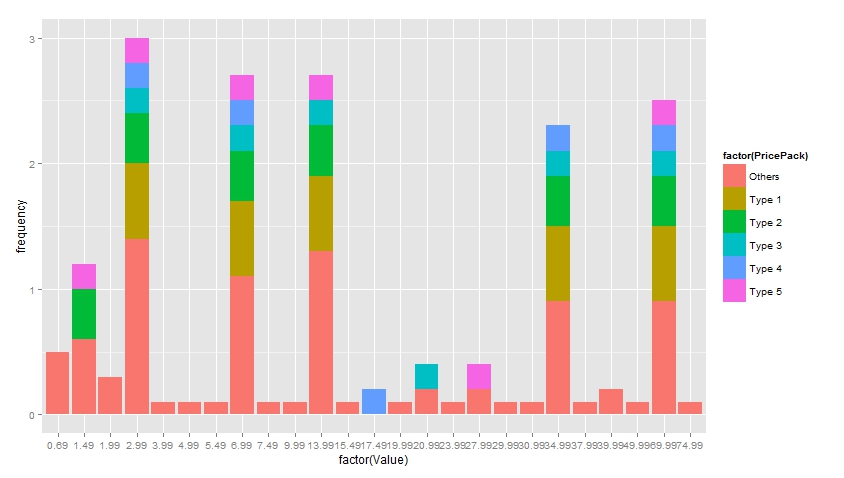 3
2
1
0
frequency
0.69 1.49 1.99 2.99 3.99 4.99 5.49 6.99 7.49 9.99 13.99 15.49 17.49 19.99 20.99 23.99 27.99 29.99 30.99 34.99 37.99 39.99 49.99 69.99 74.99
factor(Value)
factor(PricePack)
Others
Type 1
Type 2
Type 3
Type 4
Type 5